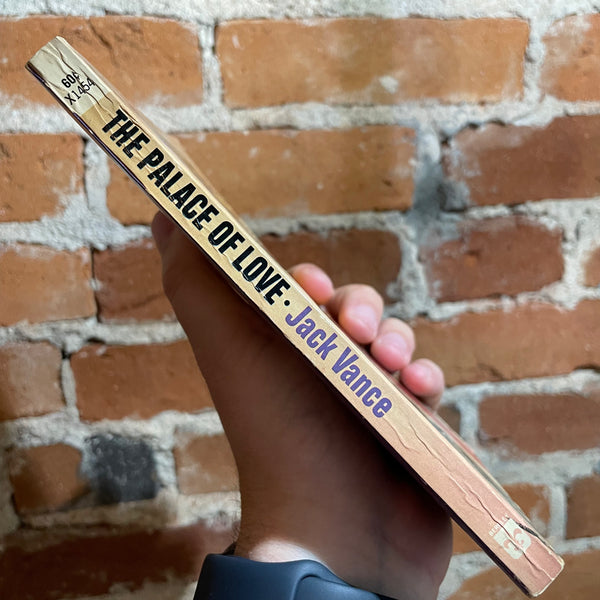 60¢
X1454
THE PALACE OF LOVE · Jack Vance